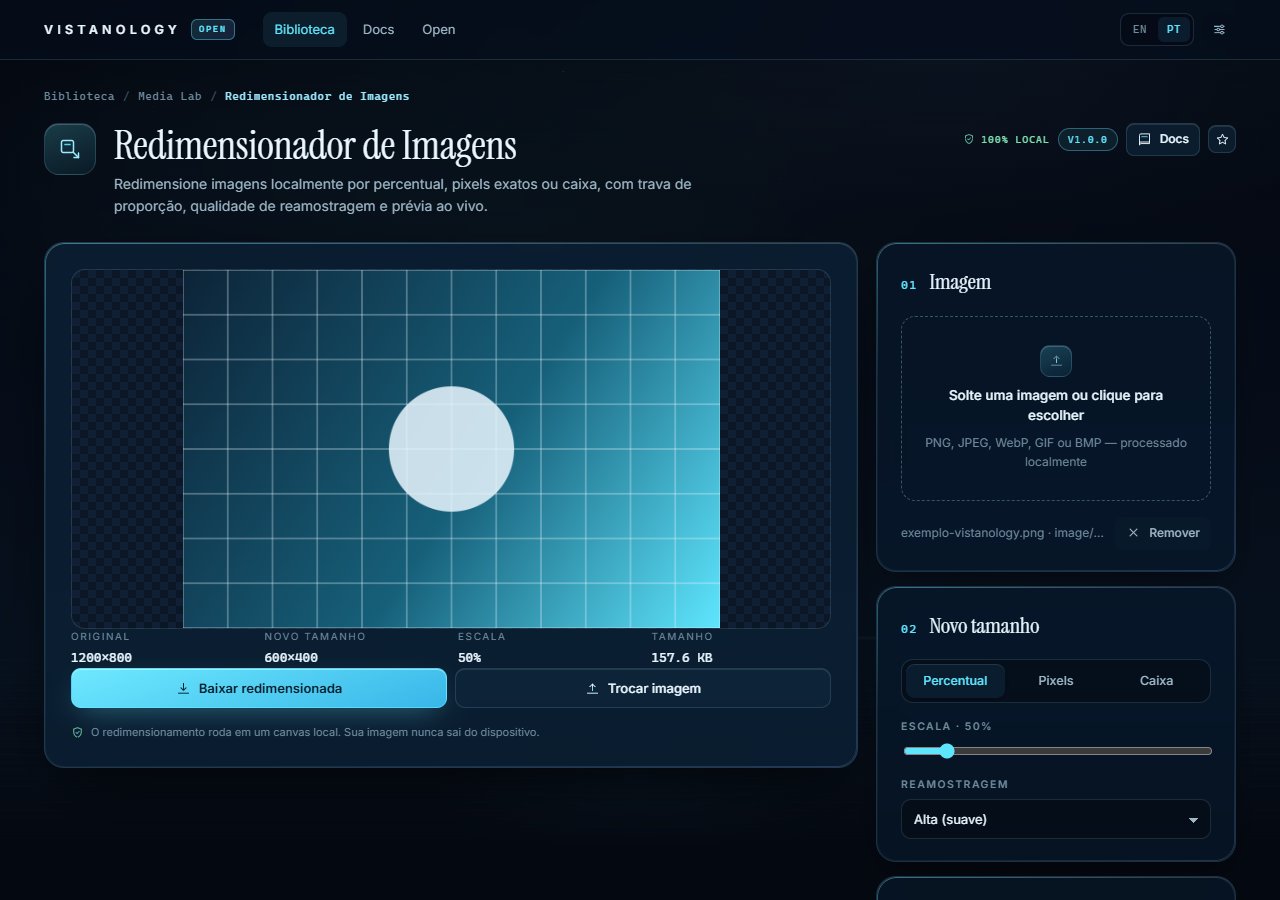 VISTANOLOGY OPEN Biblioteca Docs Open EN PT
Biblioteca / Media Lab / Redimensionador de Imagens
Redimensionador de Imagens
100% LOCAL V1.0.0 Docs
Redimensione imagens localmente por percentual, pixels exatos ou caixa, com trava de
proporção, qualidade de reamostragem e prévia ao vivo.
ORIGINAL NOVO TAMANHO ESCALA TAMANHO
1200×800 600×400 50% 157.6 KB
Baixar redimensionada Trocar imagem
O redimensionamento roda em um canvas local. Sua imagem nunca sai do dispositivo.
01 Imagem
Solte uma imagem ou clique para
escolher
PNG, JPEG, WebP, GIF ou BMP — processado
localmente
exemplo-vistanology.png · image/... Remover
02 Novo tamanho
Percentual Pixels Caixa
ESCALA · 50%
REAMOSTRAGEM
Alta (suave)